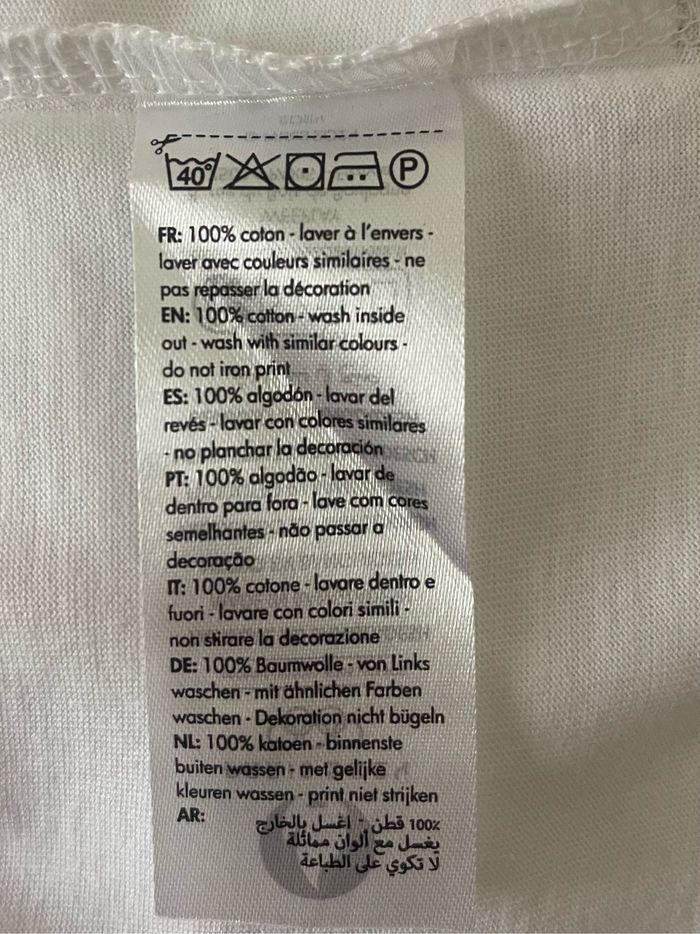 40°
P
FR: 100% coton - laver à l'envers -
laver avec couleurs similaires - ne
pas repasser la décoration
EN: 100% cotton - wash inside
out - wash with similar colours -
do not iron print
ES: 100% algodón - lavar del
revés - lavar con colores similares
- no planchar la decoración
PT: 100% algodão - lavar de
dentro para fora - lave com cores
semelhantes - não passar a
decoração
IT: 100% cotone - lavare dentro e
fuori - lavare con colori simili -
non stirare la decorazione
DE: 100% Baumwolle - von Links
waschen - mit ähnlichen Farben
waschen - Dekoration nicht bügeln
NL: 100% katoen - binnenste
buiten wassen - met gelijke
kleuren wassen - print niet strijken
AR:
100٪ قطن - اغسل بالخارج
يغسل مع ألوان مماثلة
لا تكوي على الطباعة